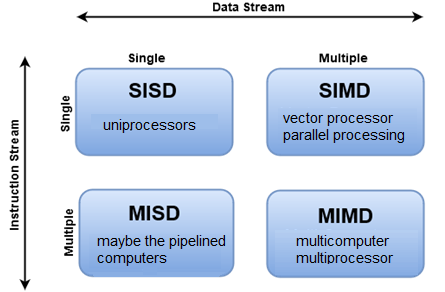 Data Stream
Single
Multiple
Instruction Stream
Single
SISD
uniprocessors
SIMD
vector processor
parallel processing
Multiple
MISD
maybe the pipelined
computers
MIMD
multicomputer
multiprocessor